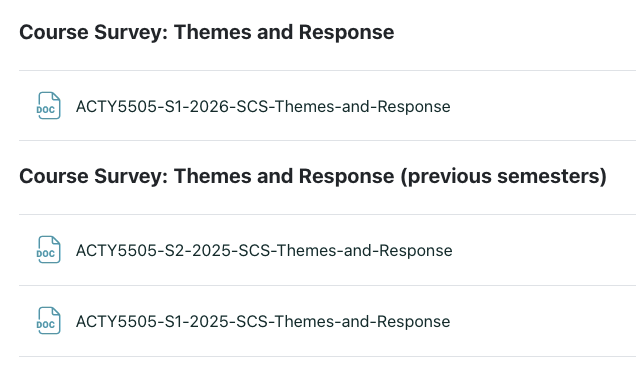 Course Survey: Themes and Response
DOC ACTY5505-S1-2026-SCS-Themes-and-Response
Course Survey: Themes and Response (previous semesters)
DOC ACTY5505-S2-2025-SCS-Themes-and-Response
DOC ACTY5505-S1-2025-SCS-Themes-and-Response